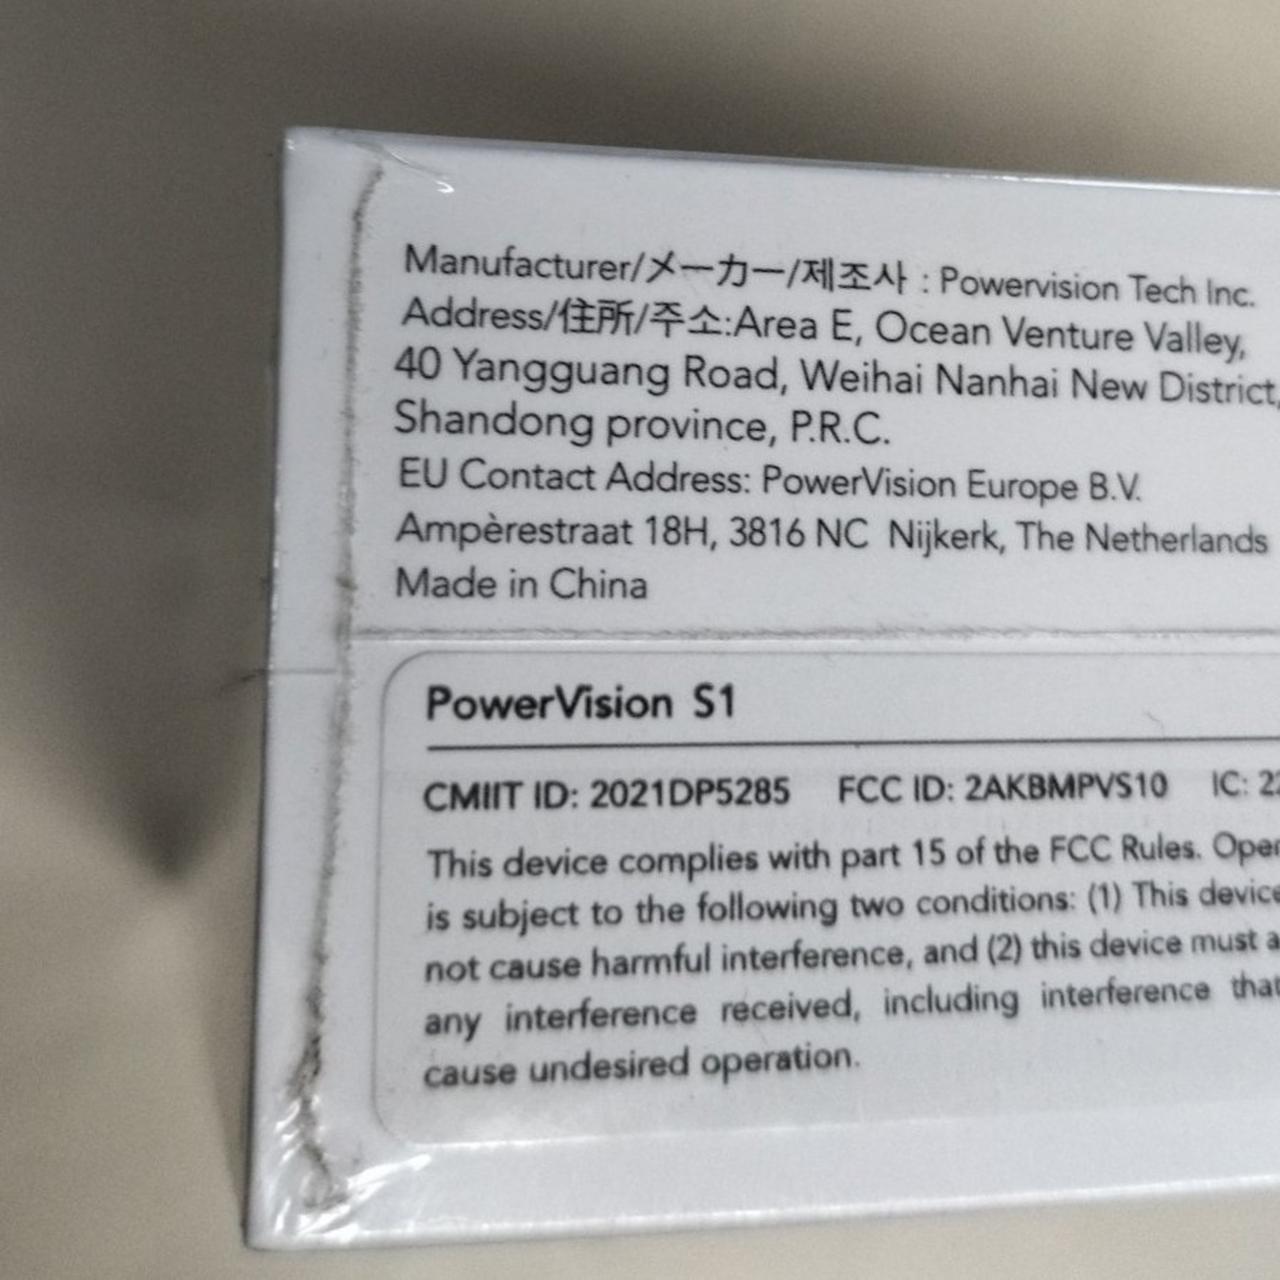 Manufacturer/メーカー/제조사 : Powervision Tech Inc.
Address/住所/주소:Area E, Ocean Venture Valley,
40 Yangguang Road, Weihai Nanhai New District,
Shandong province, P.R.C.
EU Contact Address: PowerVision Europe B.V.
Ampèrestraat 18H, 3816 NC Nijkerk, The Netherlands
Made in China
PowerVision S1
CMIIT ID: 2021DP5285 FCC ID: 2AKBMPVS10 IC:
This device complies with part 15 of the FCC Rules.
is subject to the following two conditions: (1) This device
not cause harmful interference, and (2) this device must
any interference received, including interference that
cause undesired operation.